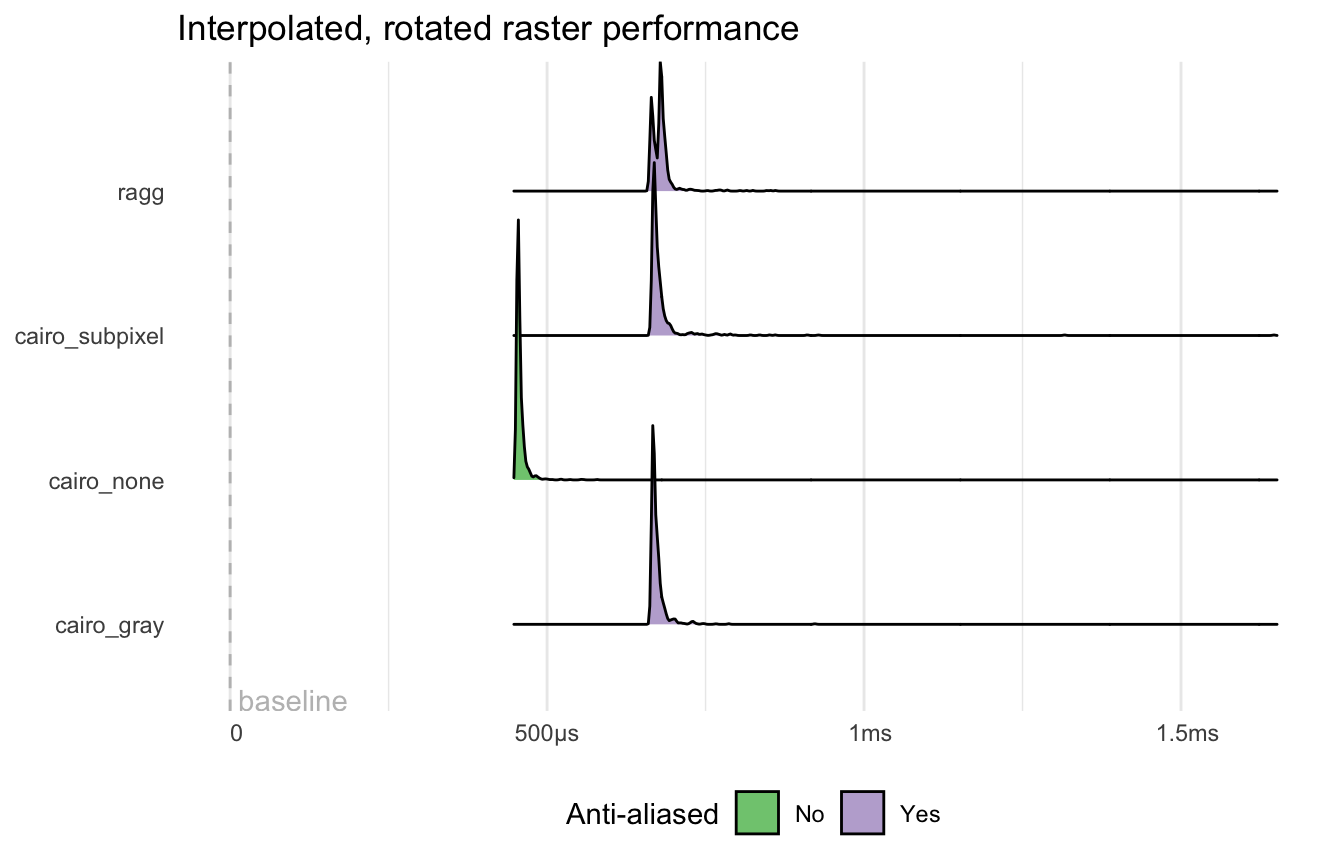 Interpolated, rotated raster performance
ragg
cairo_subpixel
cairo_none
cairo_gray
baseline
0 500µs 1ms 1.5ms
Anti-aliased No Yes